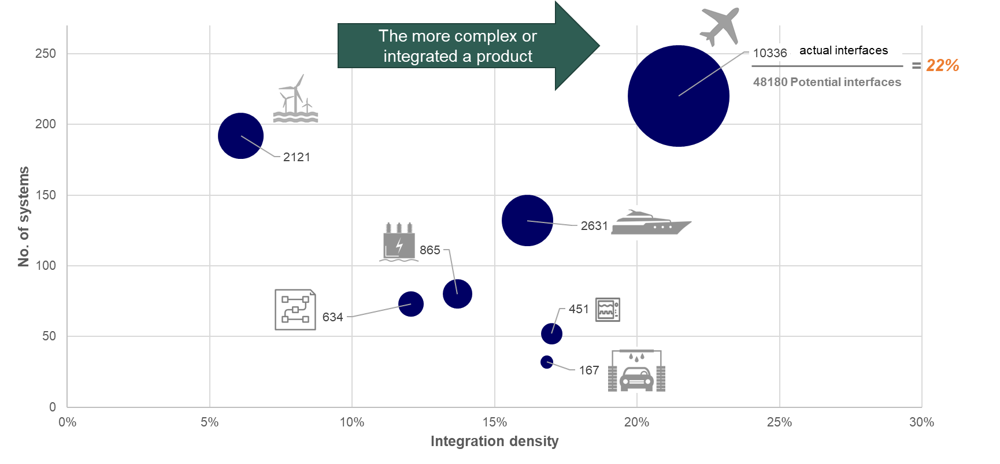 The more complex or
integrated a product
10336 actual interfaces
= 22%
48180 Potential interfaces
250
200
2121
150
No. of systems
2631
865
100
634
451
50
167
0
0% 5% 10% 15% 20% 25% 30%
Integration density